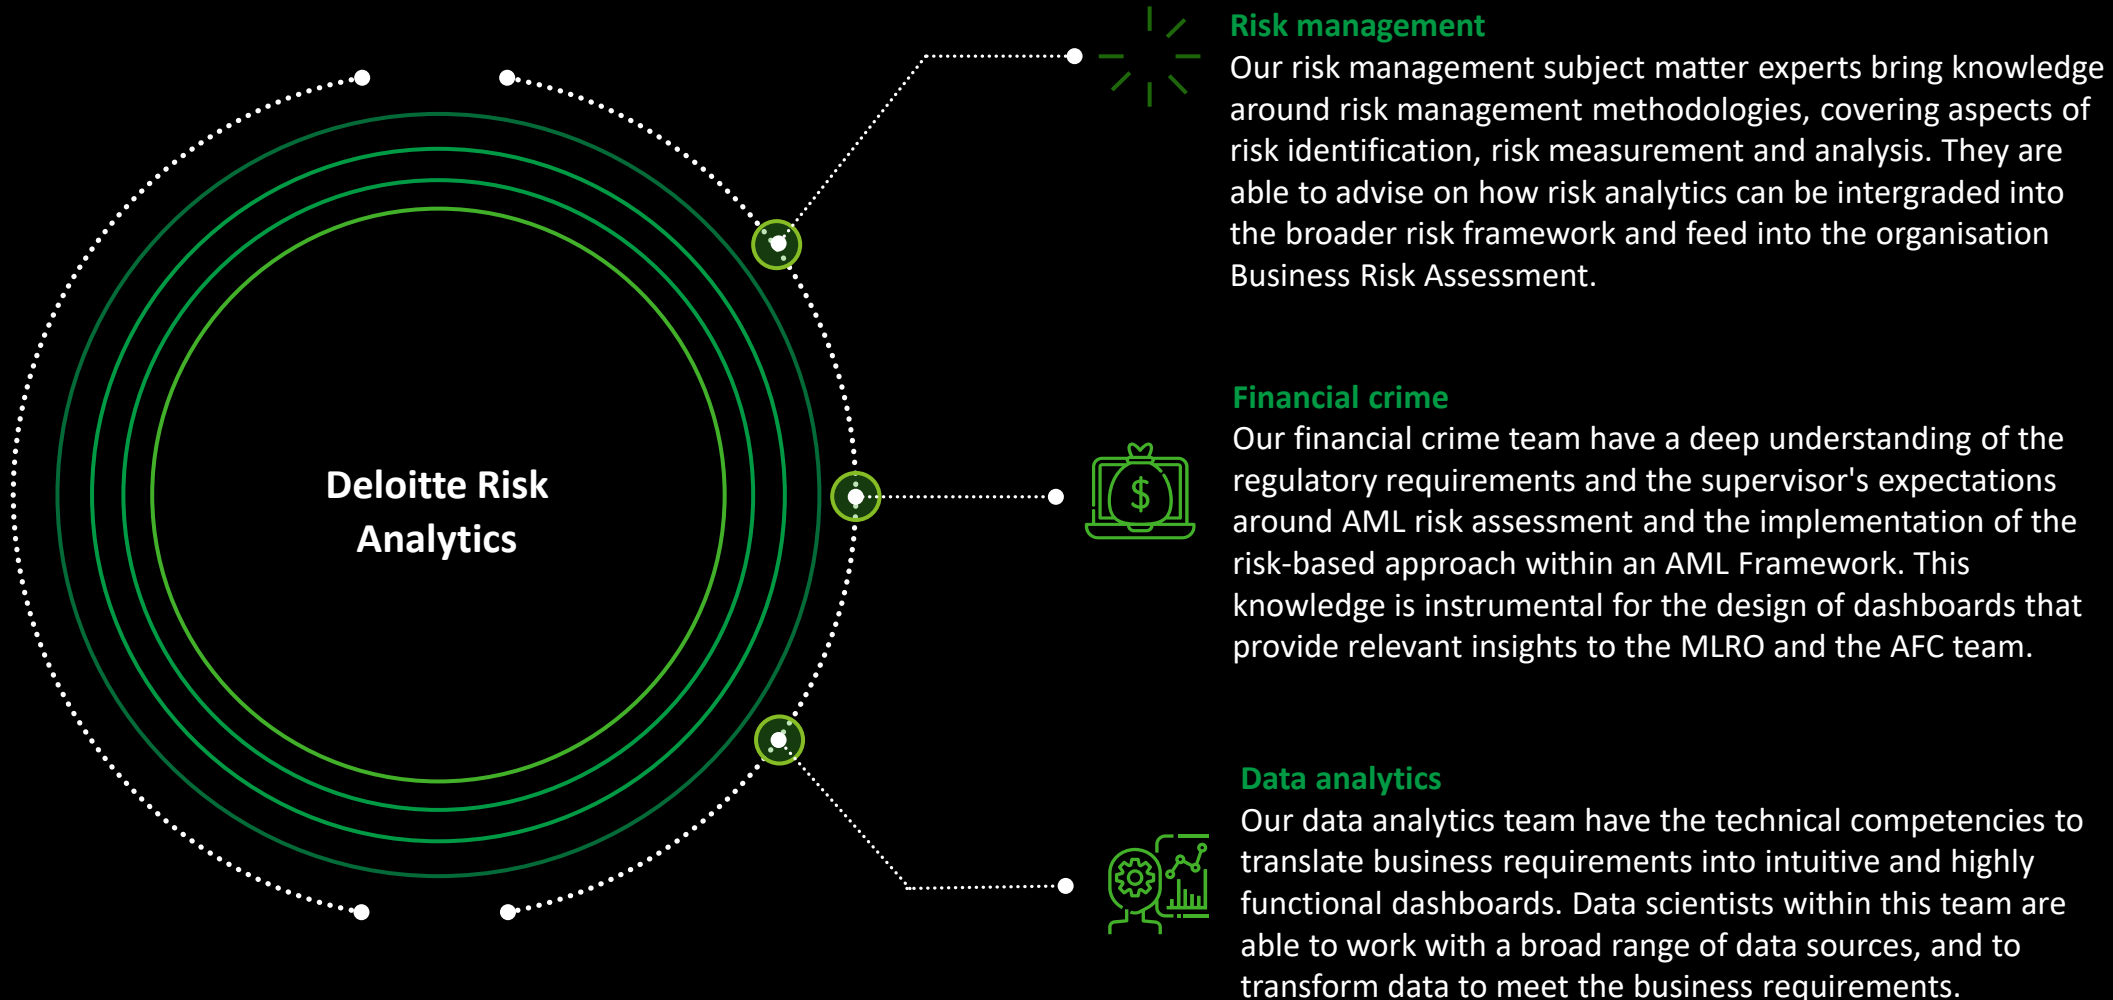 Deloitte Risk
Analytics
Risk management
Our risk management subject matter experts bring knowledge
around risk management methodologies, covering aspects of
risk identification, risk measurement and analysis. They are
able to advise on how risk analytics can be intergraded into
the broader risk framework and feed into the organisation
Business Risk Assessment.
Financial crime
Our financial crime team have a deep understanding of the
regulatory requirements and the supervisor's expectations
around AML risk assessment and the implementation of the
risk-based approach within an AML Framework. This
knowledge is instrumental for the design of dashboards that
provide relevant insights to the MLRO and the AFC team.
$
Data analytics
Our data analytics team have the technical competencies to
translate business requirements into intuitive and highly
functional dashboards. Data scientists within this team are
able to work with a broad range of data sources, and to
transform data to meet the business requirements.